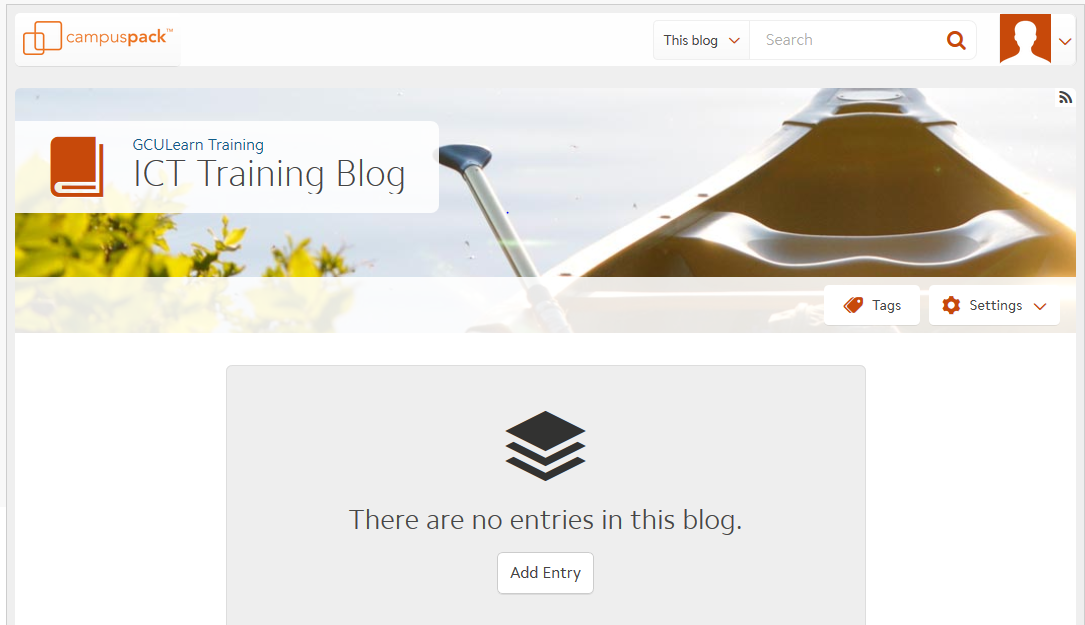 campuspack™
This blog
Search
GCULearn Training
ICT Training Blog
Tags
Settings
There are no entries in this blog.
Add Entry